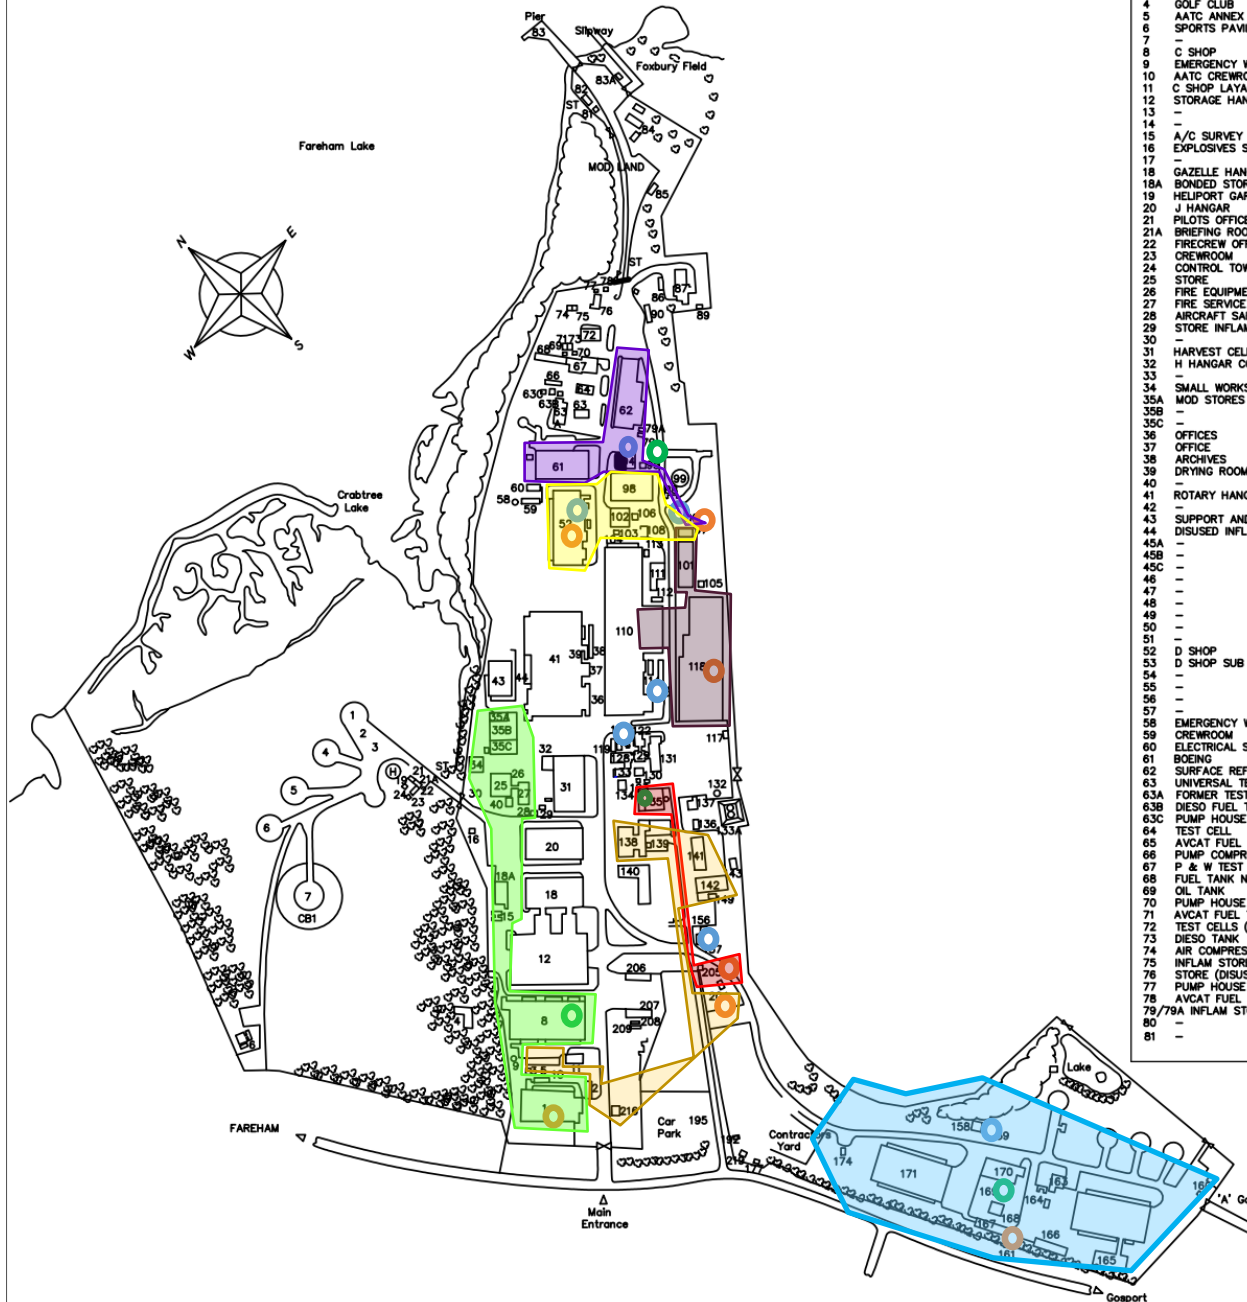 Pier
83
Slipway
Foxbury Field
83A
82
ST
81
84
Fareham Lake
MOD LAND
85
N
E
W
S
ST
78
77
76
86
87
74
75
90
89
7173
72
69
68
70
67
66
63C
64
63B
63
63
A
62
79A
61
60
58
59
98
99
Crabtree
Lake
102
106
103
108
113
101
105
111
112
110
41
39
38
37
36
43
44
118
117
35A
35B
35C
34
32
31
119
131
133
130
134
135P
132
137
136
133A
1
2
3
4
5
6
7
CB1
H
ST
21
21A
19
24
23
22
30
25
26
27
28
29
40
16
20
138
139
140
141
142
143
149
18A
18
15
156
157
12
206
205
207
208
209
8
9
4
216
Car
Park
195
FAREHAM
Main
Entrance
Contractors
Yard
174
171
158
159
170
169
168
167
163
164
161
166
165
Lake
'A' Ga
Gosport
4 GOLF CLUB
5 AATC ANNEX
6 SPORTS PAVI
7 -
8 C SHOP
9 EMERGENCY W
10 AATC CREWRO
11 C SHOP LAYA
12 STORAGE HAN
13 -
14 -
15 A/C SURVEY
16 EXPLOSIVES S
17 -
18 GAZELLE HAN
18A BONDED STOR
19 HELIPORT GAR
20 J HANGAR
21 PILOTS OFFICE
21A BRIEFING ROO
22 FIRECREW OFF
23 CREWROOM
24 CONTROL TOW
25 STORE
26 FIRE EQUIPME
27 FIRE SERVICE
28 AIRCRAFT SA
29 STORE INFLAM
30 -
31 HARVEST CELL
32 H HANGAR CO
33 -
34 SMALL WORKS
35A MOD STORES
35B -
35C -
36 OFFICES
37 OFFICE
38 ARCHIVES
39 DRYING ROOM
40 -
41 ROTARY HANG
42 -
43 SUPPORT AND
44 DISUSED INFL
45A -
45B -
45C -
46 -
47 -
48 -
49 -
50 -
51 -
52 D SHOP
53 D SHOP SUB
54 -
55 -
56 -
57 -
58 EMERGENCY W
59 CREWROOM
60 ELECTRICAL S
61 BOEING
62 SURFACE REF
63 UNIVERSAL TE
63A FORMER TEST
63B DIESO FUEL T
63C PUMP HOUSE
64 TEST CELL
65 AVCAT FUEL
66 PUMP COMPR
67 P & W TEST
68 FUEL TANK N
69 OIL TANK
70 PUMP HOUSE
71 AVCAT FUEL T
72 TEST CELLS (
73 DIESO TANK
74 AIR COMPRES
75 INFLAM STORE
76 STORE (DISUS
77 PUMP HOUSE
78 AVCAT FUEL
79/79A INFLAM ST
80 -
81 -